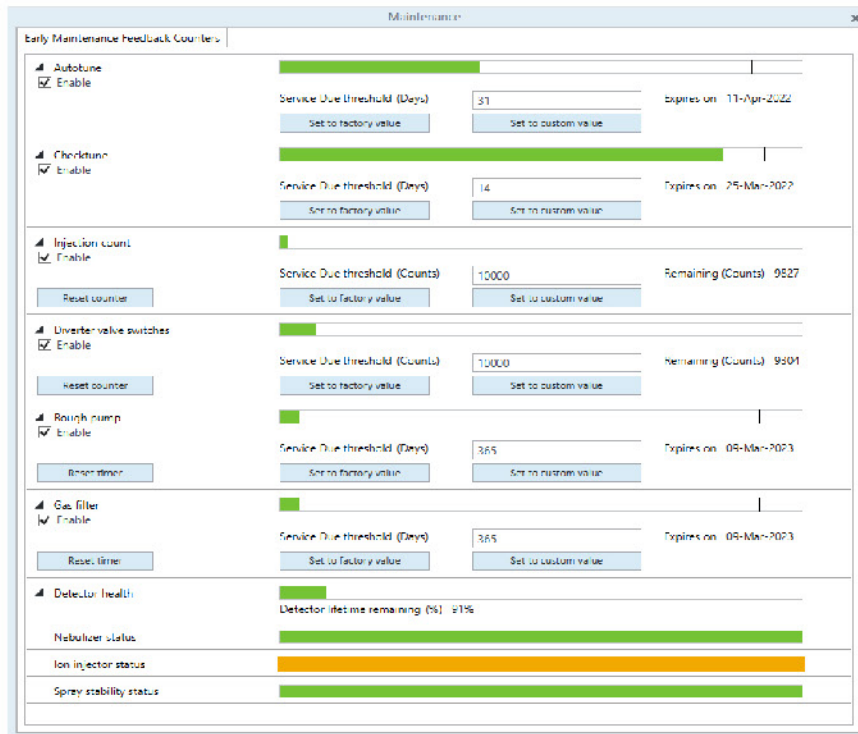 Maintenance
Early Maintenance Feedback Counters
Autotune
Enable
Service Due threshold (Days) 31 Expires on 11-Apr-2022
Set to factory value Set to custom value
Checktune
Enable
Service Due threshold (Days) 14 Expires on 25-Mar-2022
Set to factory value Set to custom value
Injection count
Enable
Service Due threshold (Counts) 10000 Remaining (Counts) 9827
Reset counter Set to factory value Set to custom value
Diverter valve switches
Enable
Service Due threshold (Counts) 10000 Remaining (Counts) 9304
Reset counter Set to factory value Set to custom value
Rough pump
Enable
Service Due threshold (Days) 365 Expires on 09-Mar-2023
Reset timer Set to factory value Set to custom value
Gas filter
Enable
Service Due threshold (Days) 365 Expires on 09-Mar-2023
Reset timer Set to factory value Set to custom value
Detector health
Detector lifetime remaining (%) 91%
Nebulizer status
Ion injector status
Spray stability status